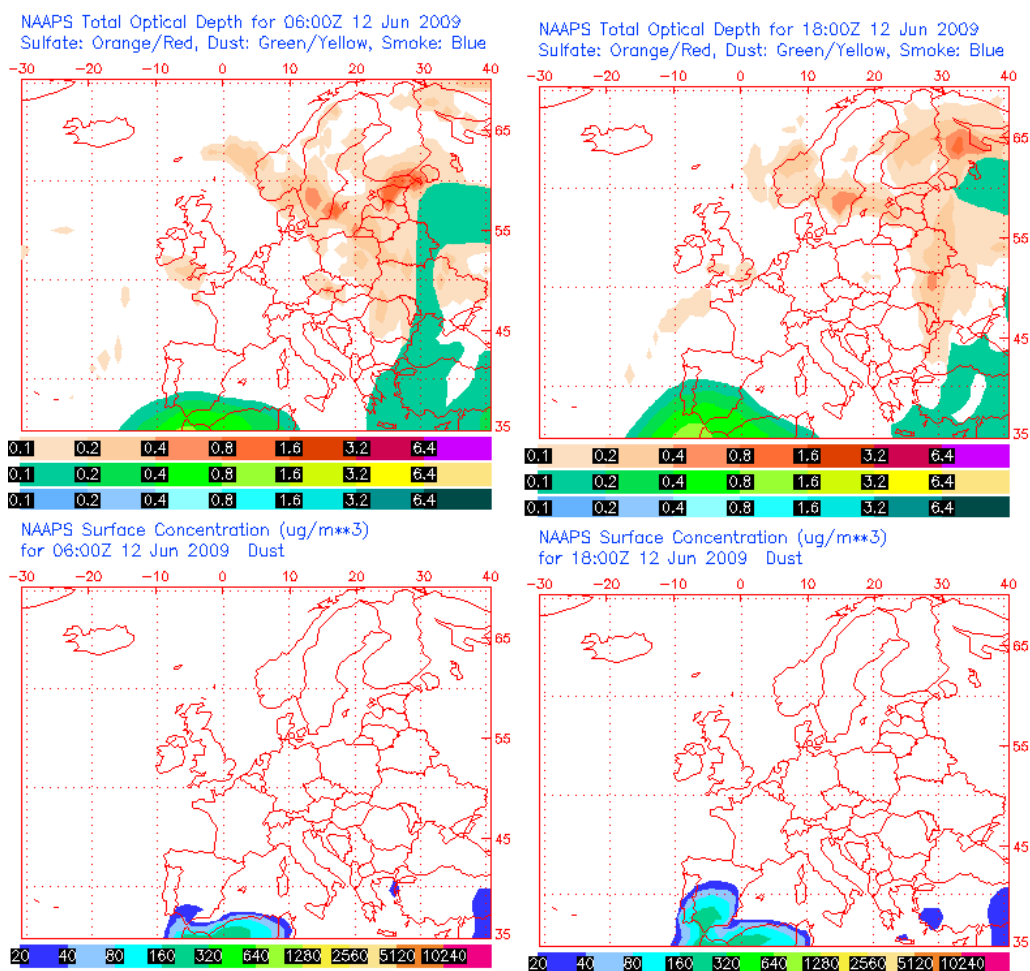 NAAPS Total Optical Depth for 06:00Z 12 Jun 2009
Sulfate: Orange/Red, Dust: Green/Yellow, Smoke: Blue
-30 -20 -10 0 10 20 30 40
65
55
45
35
0.1 0.2 0.4 0.8 1.6 3.2 6.4
0.1 0.2 0.4 0.8 1.6 3.2 6.4
0.1 0.2 0.4 0.8 1.6 3.2 6.4
NAAPS Total Optical Depth for 18:00Z 12 Jun 2009
Sulfate: Orange/Red, Dust: Green/Yellow, Smoke: Blue
-30 -20 -10 0 10 20 30 40
65
55
45
35
0.1 0.2 0.4 0.8 1.6 3.2 6.4
0.1 0.2 0.4 0.8 1.6 3.2 6.4
0.1 0.2 0.4 0.8 1.6 3.2 6.4
NAAPS Surface Concentration (ug/m**3)
for 06:00Z 12 Jun 2009 Dust
-30 -20 -10 0 10 20 30 40
65
55
45
35
20 40 80 160 320 640 1280 2560 5120 10240
NAAPS Surface Concentration (ug/m**3)
for 18:00Z 12 Jun 2009 Dust
-30 -20 -10 0 10 20 30 40
65
55
45
35
20 40 80 160 320 640 1280 2560 5120 10240